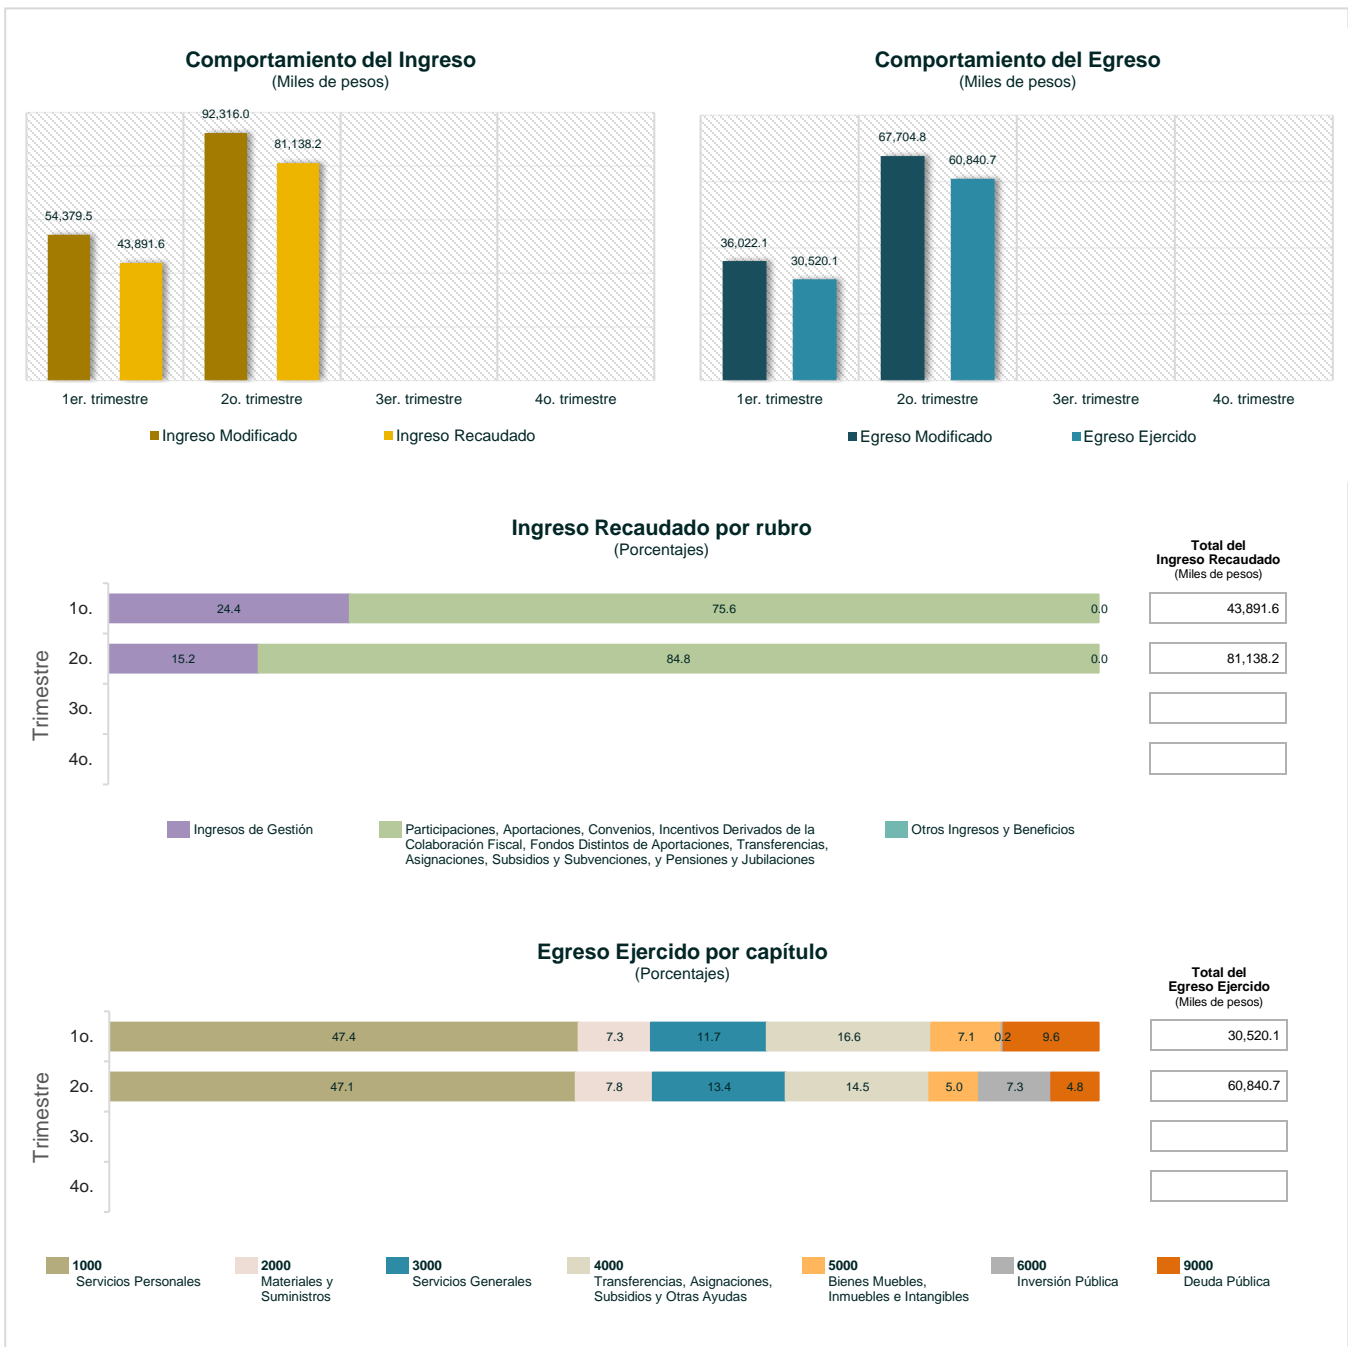 Comportamiento del Ingreso
(Miles de pesos)
92,316.0
81,138.2
54,379.5
43,891.6
1er. trimestre 2o. trimestre 3er. trimestre 4o. trimestre
Ingreso Modificado Ingreso Recaudado
Comportamiento del Egreso
(Miles de pesos)
67,704.8
60,840.7
36,022.1
30,520.1
1er. trimestre 2o. trimestre 3er. trimestre 4o. trimestre
Egreso Modificado Egreso Ejercido
Ingreso Recaudado por rubro
(Porcentajes)
Total del
Ingreso Recaudado
(Miles de pesos)
Trimestre
1o. 24.4 75.6 0.0 43,891.6
2o. 15.2 84.8 0.0 81,138.2
3o.
4o.
Ingresos de Gestión
Participaciones, Aportaciones, Convenios, Incentivos Derivados de la
Colaboración Fiscal, Fondos Distintos de Aportaciones, Transferencias,
Asignaciones, Subsidios y Subvenciones, y Pensiones y Jubilaciones
Otros Ingresos y Beneficios
Egreso Ejercido por capítulo
(Porcentajes)
Total del
Egreso Ejercido
(Miles de pesos)
Trimestre
1o. 47.4 7.3 11.7 16.6 7.1 0.2 9.6 30,520.1
2o. 47.1 7.8 13.4 14.5 5.0 7.3 4.8 60,840.7
3o.
4o.
1000
Servicios Personales
2000
Materiales y
Suministros
3000
Servicios Generales
4000
Transferencias, Asignaciones,
Subsidios y Otras Ayudas
5000
Bienes Muebles,
Inmuebles e Intangibles
6000
Inversión Pública
9000
Deuda Pública